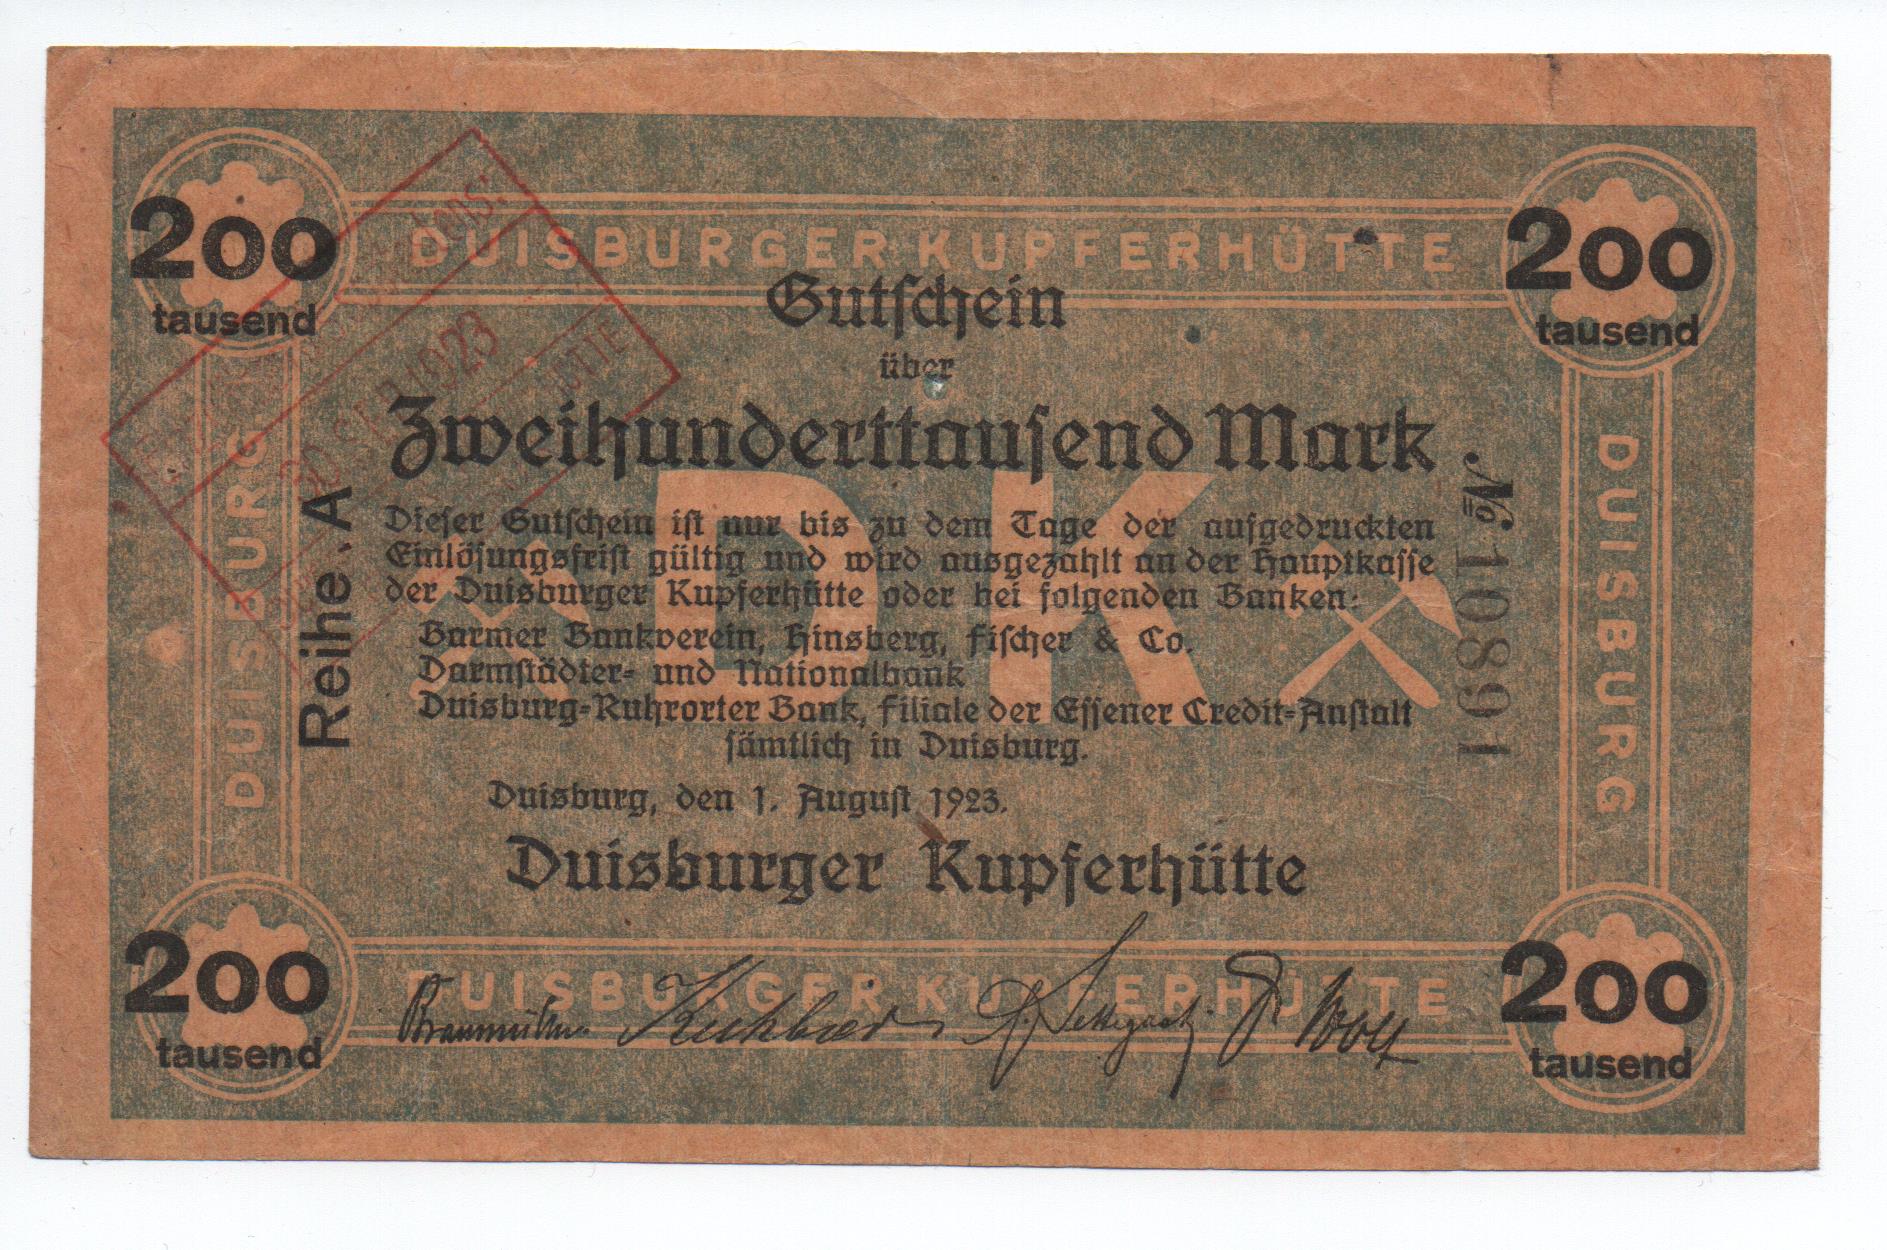 DUISBURGER KUPFERHÜTTE
200
tausend
200
tausend
Gutschein
über
Zweihunderttausend Mark
Dieser Gutschein ist nur bis zu dem Tage der aufgedruckten
Einlösungsfrist gültig und wird ausgezahlt an der Hauptkasse
der Duisburger Kupferhütte oder bei folgenden Banken:
Barmer Bankverein, Hinsberg, Fischer & Co.
Darmstädter- und Nationalbank
Duisburg-Ruhrorter Bank, Filiale der Essener Credit-Anstalt
sämtlich in Duisburg.
Duisburg, den 1. August 1923.
Duisburger Kupferhütte
DK
Reihe. A
№ 10891
DUISBURG
DUISBURG
1923
200
tausend
200
tausend
DUISBURGER KUPFERHÜTTE